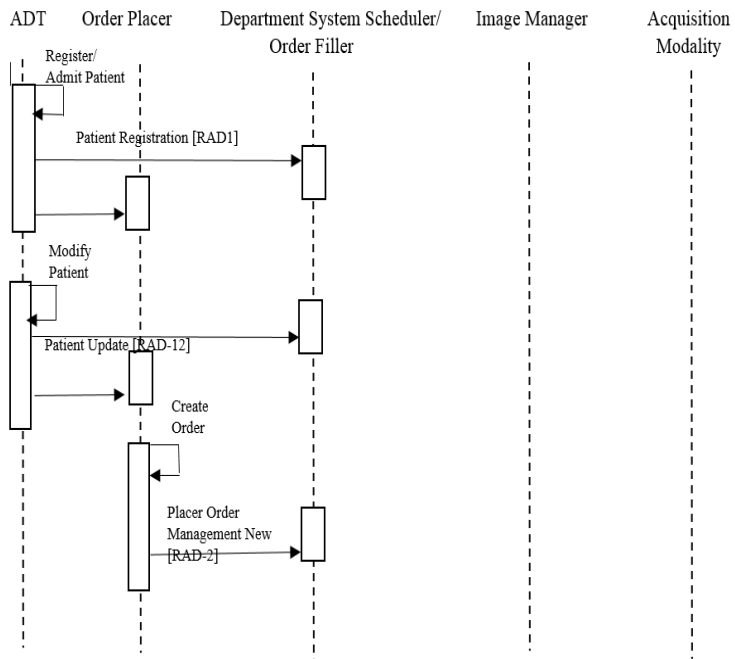 ADT
Order Placer
Department System Scheduler/
Order Filler
Image Manager
Acquisition
Modality
Register/
Admit Patient
Patient Registration [RAD1]
Modify
Patient
Patient Update [RAD-12]
Create
Order
Placer Order
Management New
[RAD-2]